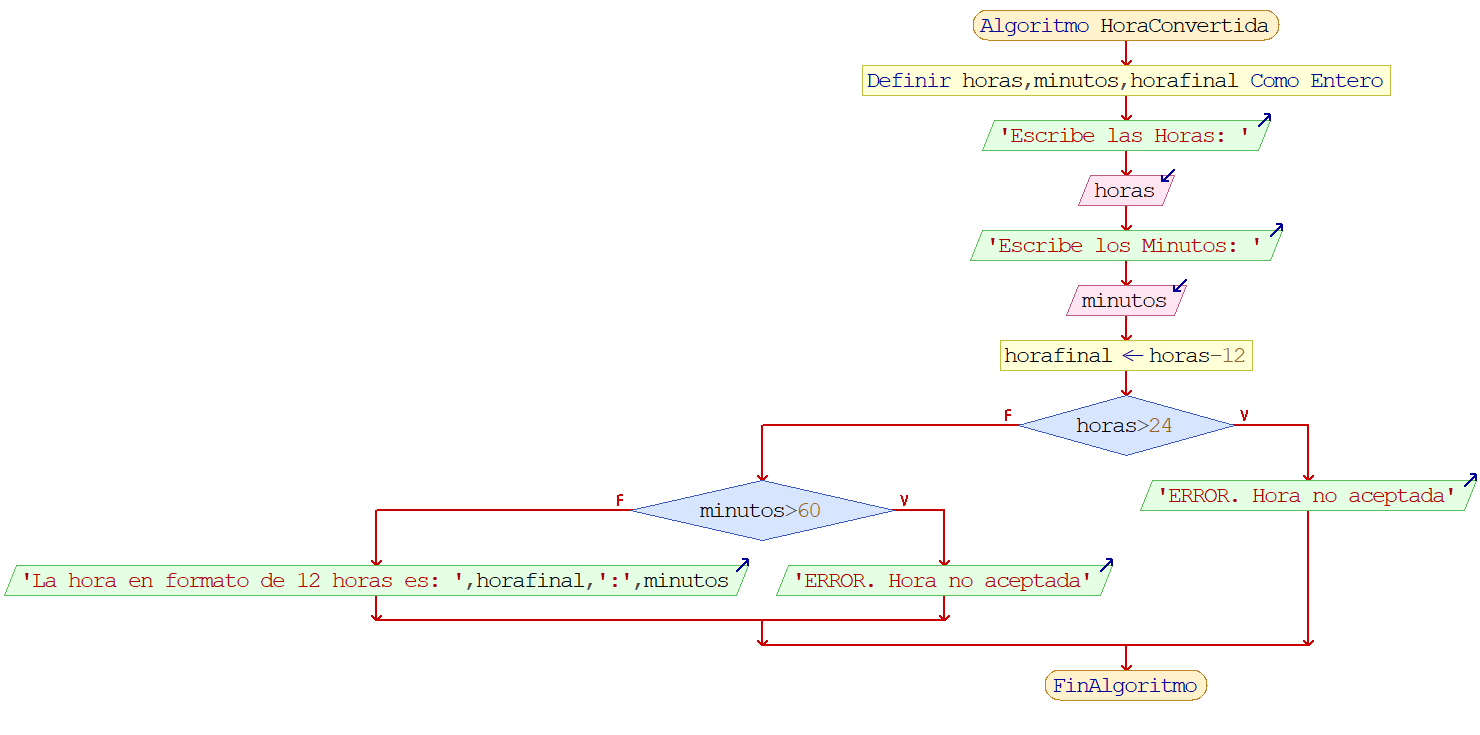 Algoritmo HoraConvertida
Definir horas,minutos,horafinal Como Entero
'Escribe las Horas: '
horas
'Escribe los Minutos: '
minutos
horafinal ← horas-12
horas>24
F
V
minutos>60
F
V
'ERROR. Hora no aceptada'
'La hora en formato de 12 horas es: ',horafinal,':',minutos
'ERROR. Hora no aceptada'
FinAlgoritmo